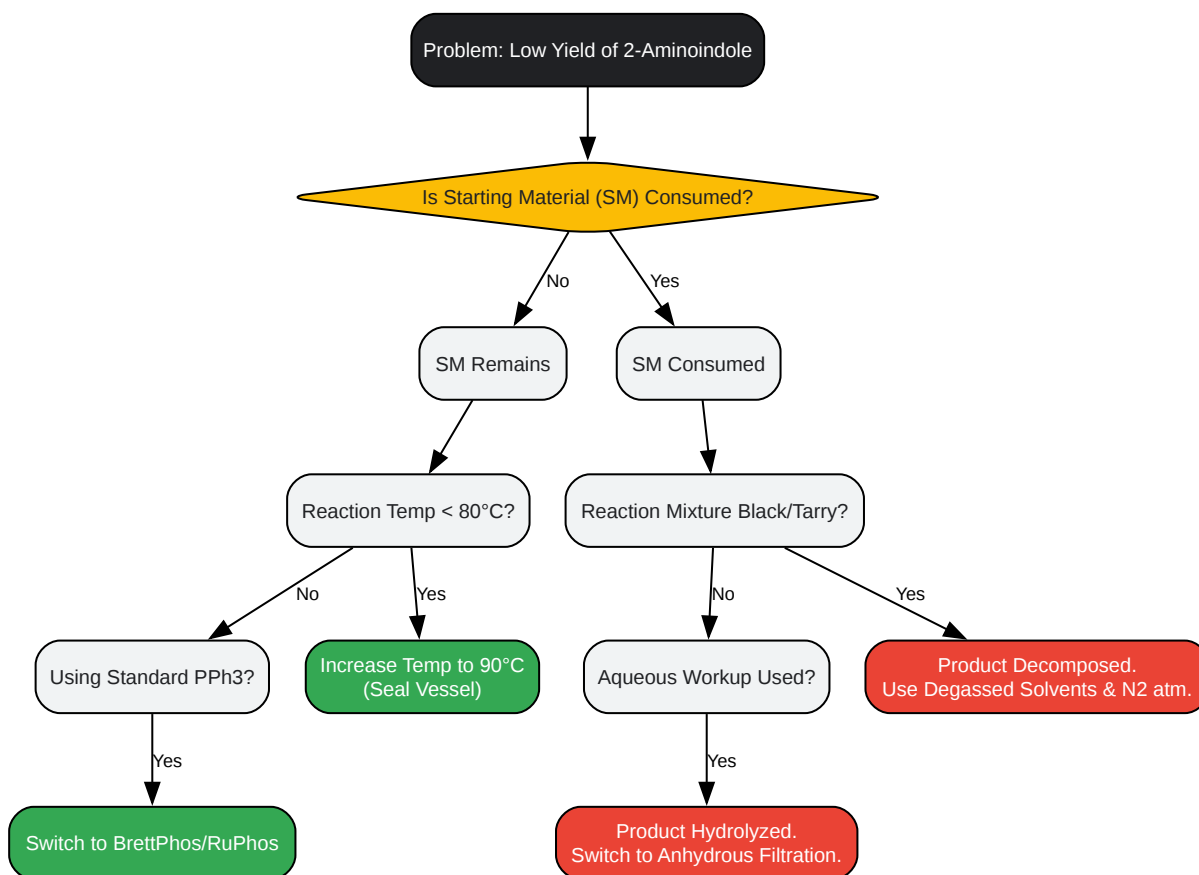 Problem: Low Yield of 2-Aminoindole
Is Starting Material (SM) Consumed?
No
Yes
SM Remains
SM Consumed
Reaction Temp < 80°C?
Reaction Mixture Black/Tarry?
No
Yes
No
Yes
Using Standard PPh3?
Increase Temp to 90°C
(Seal Vessel)
Aqueous Workup Used?
Product Decomposed.
Use Degassed Solvents & N2 atm.
Yes
Yes
Switch to BrettPhos/RuPhos
Product Hydrolyzed.
Switch to Anhydrous Filtration.